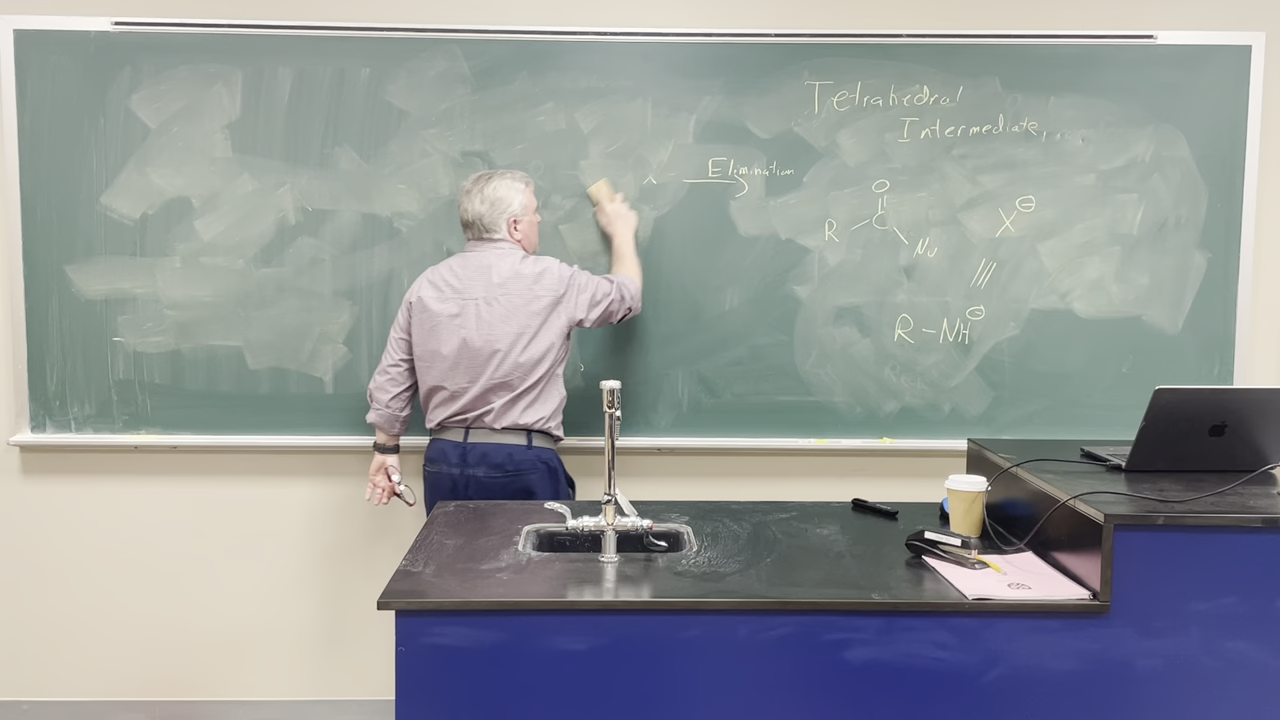 Tetrahedral
Intermediate,...
X
Elimination
O
||
R-C-Nu
X⊖
|||
R-NH⊖